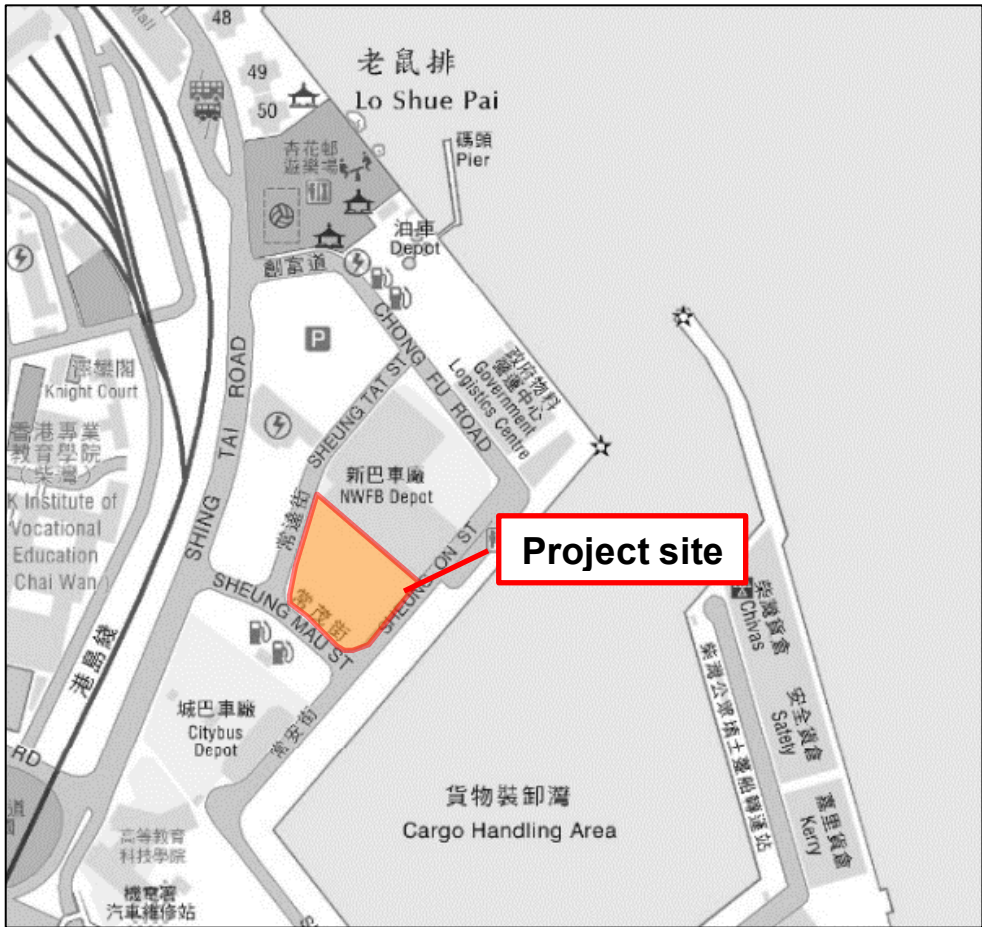 Mall
48
49
50
老鼠排
Lo Shue Pai
碼頭
Pier
杏花邨
遊樂場
油庫
Depot
創富道
CHONG FU ROAD
P
政府物料
營運中心
Government
Logistics Centre
樂閣
Knight Court
SHING TAI ROAD
SHEUNG TAT ST
常達街
新巴車廠
NWFB Depot
香港專業
教育學院
(柴灣)
K Institute of
Vocational
Education
Chai Wan )
Project site
SHEUNG ON ST
SHEUNG MAU ST
常茂街
港島綫
城巴車廠
Citybus
Depot
常安街
RD
道
高等教育
科技學院
機電署
汽車維修站
貨物裝卸灣
Cargo Handling Area
柴灣貨倉
Chivas
安全貨倉
Safety
嘉里貨倉
Kerry
柴灣公眾填土躉船轉運站